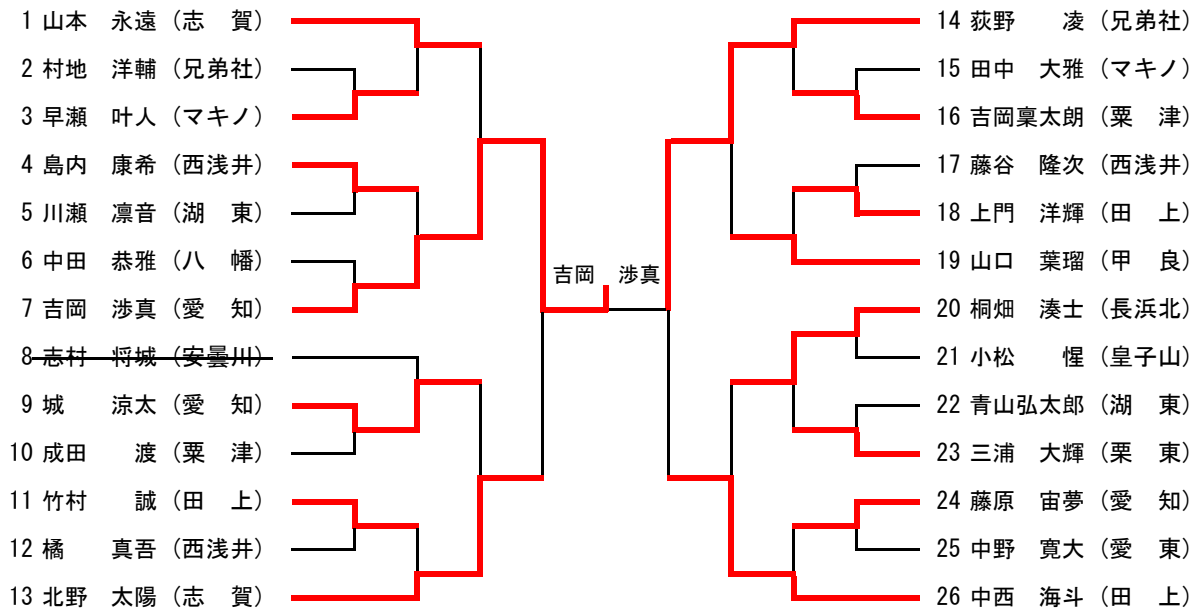 1 山本 永遠 (志 賀)
2 村地 洋輔 (兄弟社)
3 早瀬 叶人 (マキノ)
4 島内 康希 (西浅井)
5 川瀬 凛音 (湖 東)
6 中田 恭雅 (八 幡)
7 吉岡 渉真 (愛 知)
8 志村 将城 (安曇川)
9 城 涼太 (愛 知)
10 成田 渡 (粟 津)
11 竹村 誠 (田 上)
12 橘 真吾 (西浅井)
13 北野 太陽 (志 賀)
吉岡 渉真
14 荻野 凌 (兄弟社)
15 田中 大雅 (マキノ)
16 吉岡稟太朗 (粟 津)
17 藤谷 隆次 (西浅井)
18 上門 洋輝 (田 上)
19 山口 葉瑠 (甲 良)
20 桐畑 湊士 (長浜北)
21 小松 惺 (皇子山)
22 青山弘太郎 (湖 東)
23 三浦 大輝 (栗 東)
24 藤原 宙夢 (愛 知)
25 中野 寛大 (愛 東)
26 中西 海斗 (田 上)